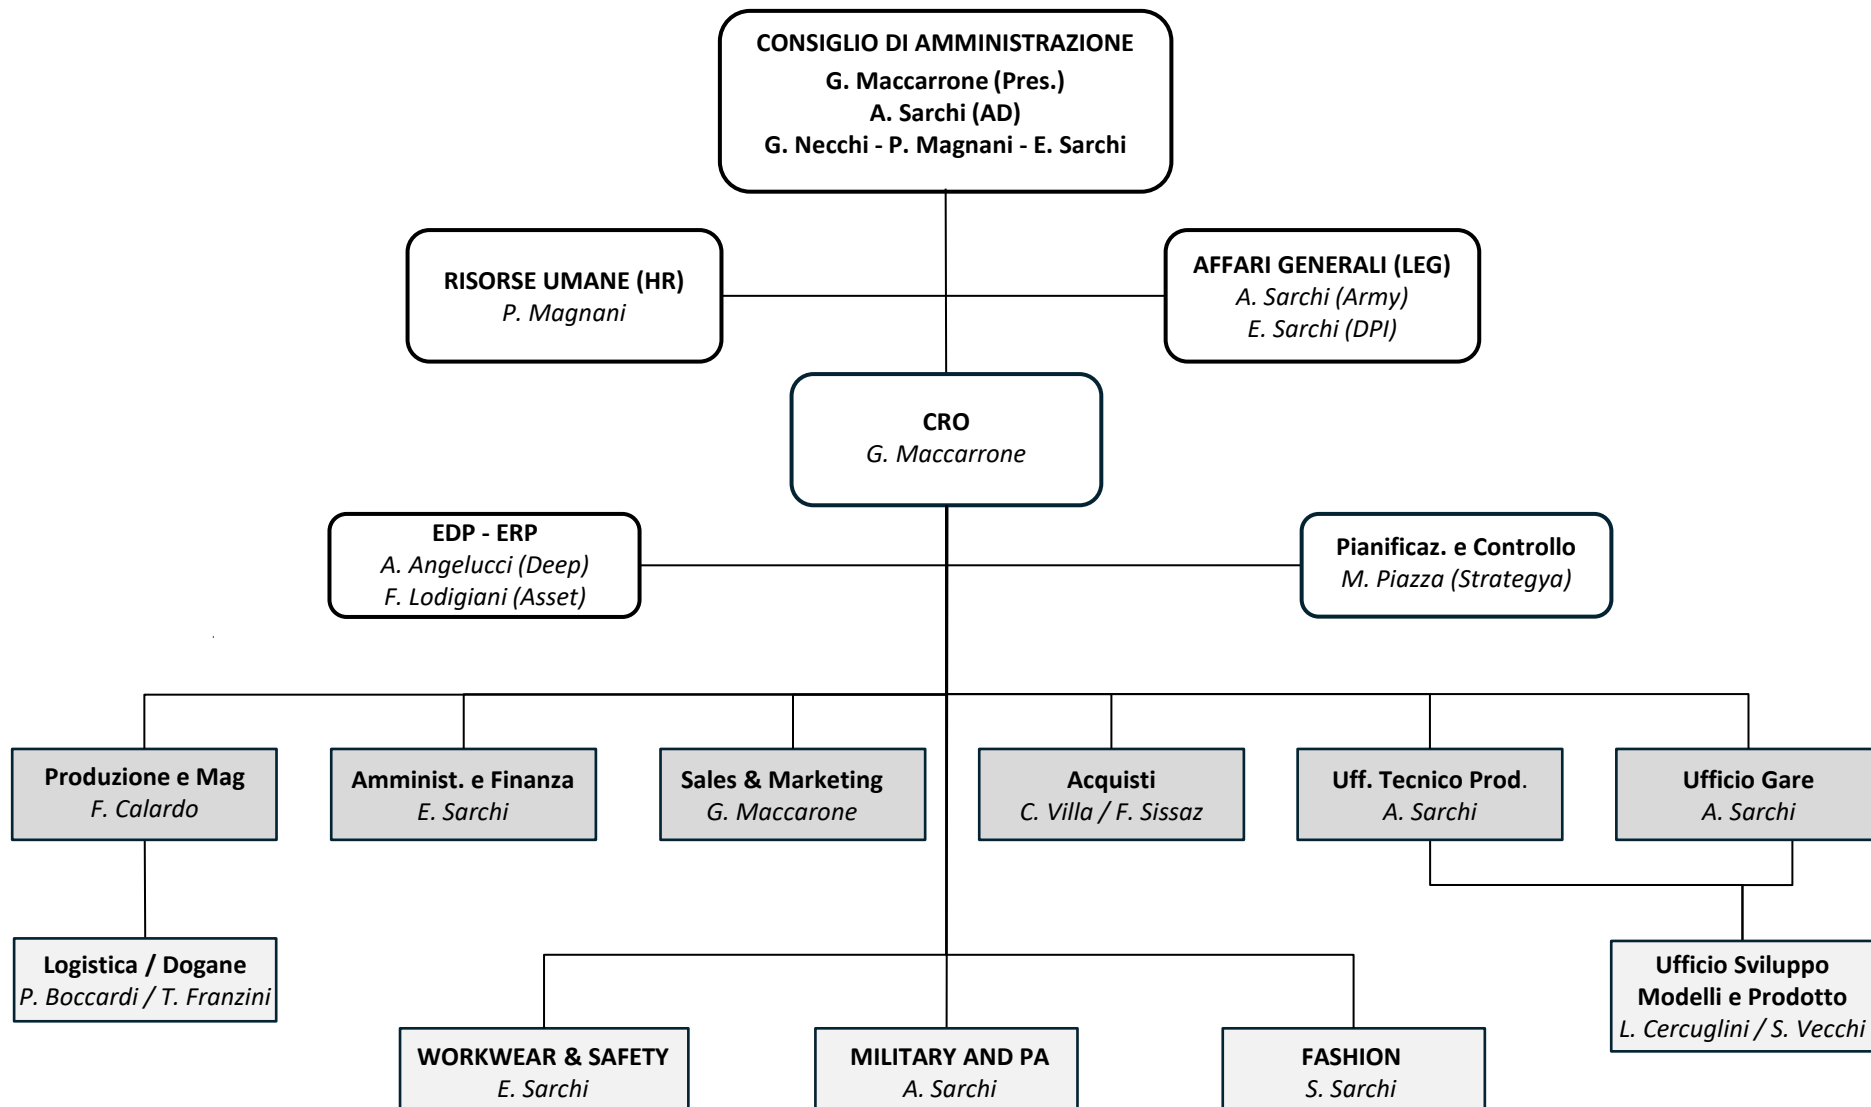 CONSIGLIO DI AMMINISTRAZIONE
G. Maccarrone (Pres.)
A. Sarchi (AD)
G. Necchi - P. Magnani - E. Sarchi
RISORSE UMANE (HR)
P. Magnani
AFFARI GENERALI (LEG)
A. Sarchi (Army)
E. Sarchi (DPI)
CRO
G. Maccarrone
EDP - ERP
A. Angelucci (Deep)
F. Lodigiani (Asset)
Pianificaz. e Controllo
M. Piazza (Strategya)
Produzione e Mag
F. Calardo
Amminist. e Finanza
E. Sarchi
Sales & Marketing
G. Maccarone
Acquisti
C. Villa / F. Sissaz
Uff. Tecnico Prod.
A. Sarchi
Ufficio Gare
A. Sarchi
Logistica / Dogane
P. Boccardi / T. Franzini
Ufficio Sviluppo
Modelli e Prodotto
L. Cercuglini / S. Vecchi
WORKWEAR & SAFETY
E. Sarchi
MILITARY AND PA
A. Sarchi
FASHION
S. Sarchi